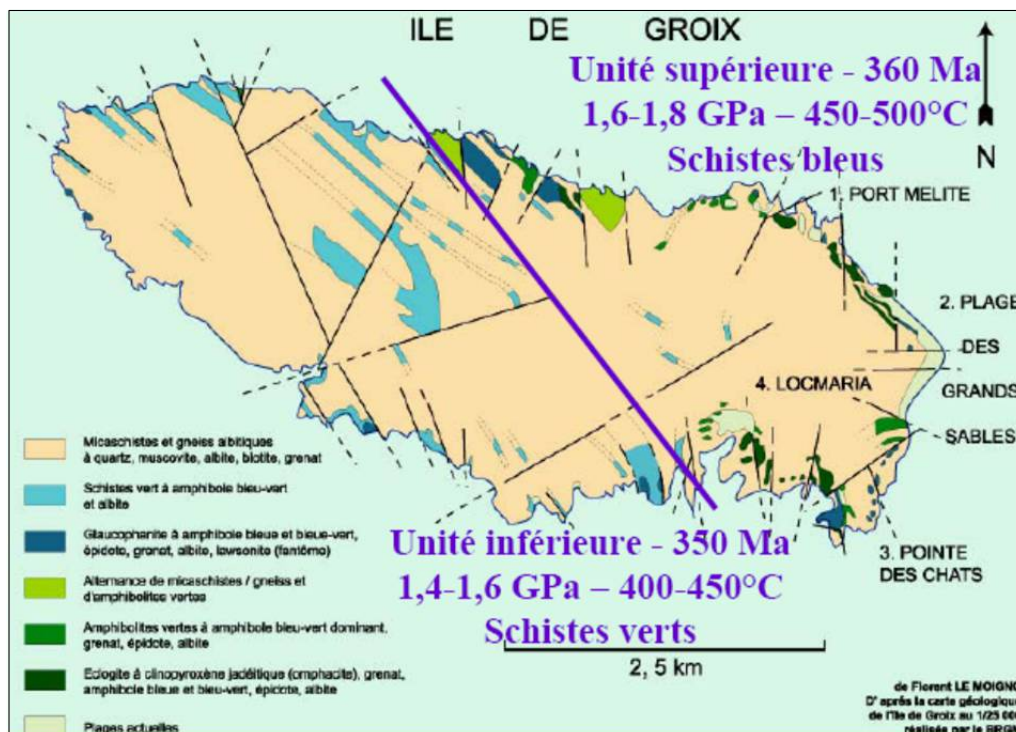 ILE DE GROIX
Unité supérieure - 360 Ma
1,6-1,8 GPa – 450-500°C
Schistes bleus
N
1. PORT MELITE
2. PLAGE
DES
GRANDS
SABLES
4. LOCMARIA
3. POINTE
DES CHATS
Unité inférieure - 350 Ma
1,4-1,6 GPa – 400-450°C
Schistes verts
2, 5 km
Micaschistes et gneiss albitiques
à quartz, muscovite, albite, biotite, grenat
Schistes vert à amphibole bleu-vert
et albite
Glaucophanite à amphibole bleue et bleue-vert,
épidote, grenat, albite, lawsonite (fantôme)
Alternance de micaschistes / gneiss et
d'amphibolites vertes
Amphibolites vertes à amphibole bleu-vert dominant,
grenat, épidote, albite
Eclogite à clinopyroxène jadéitique (omphacite), grenat,
amphibole bleue et bleu-vert, épidote, albite
Plages actuelles
de Florent LE MOIGNO
D'après la carte géologique
de l'Ile de Groix au 1/25 000
réalisée par le BRGM